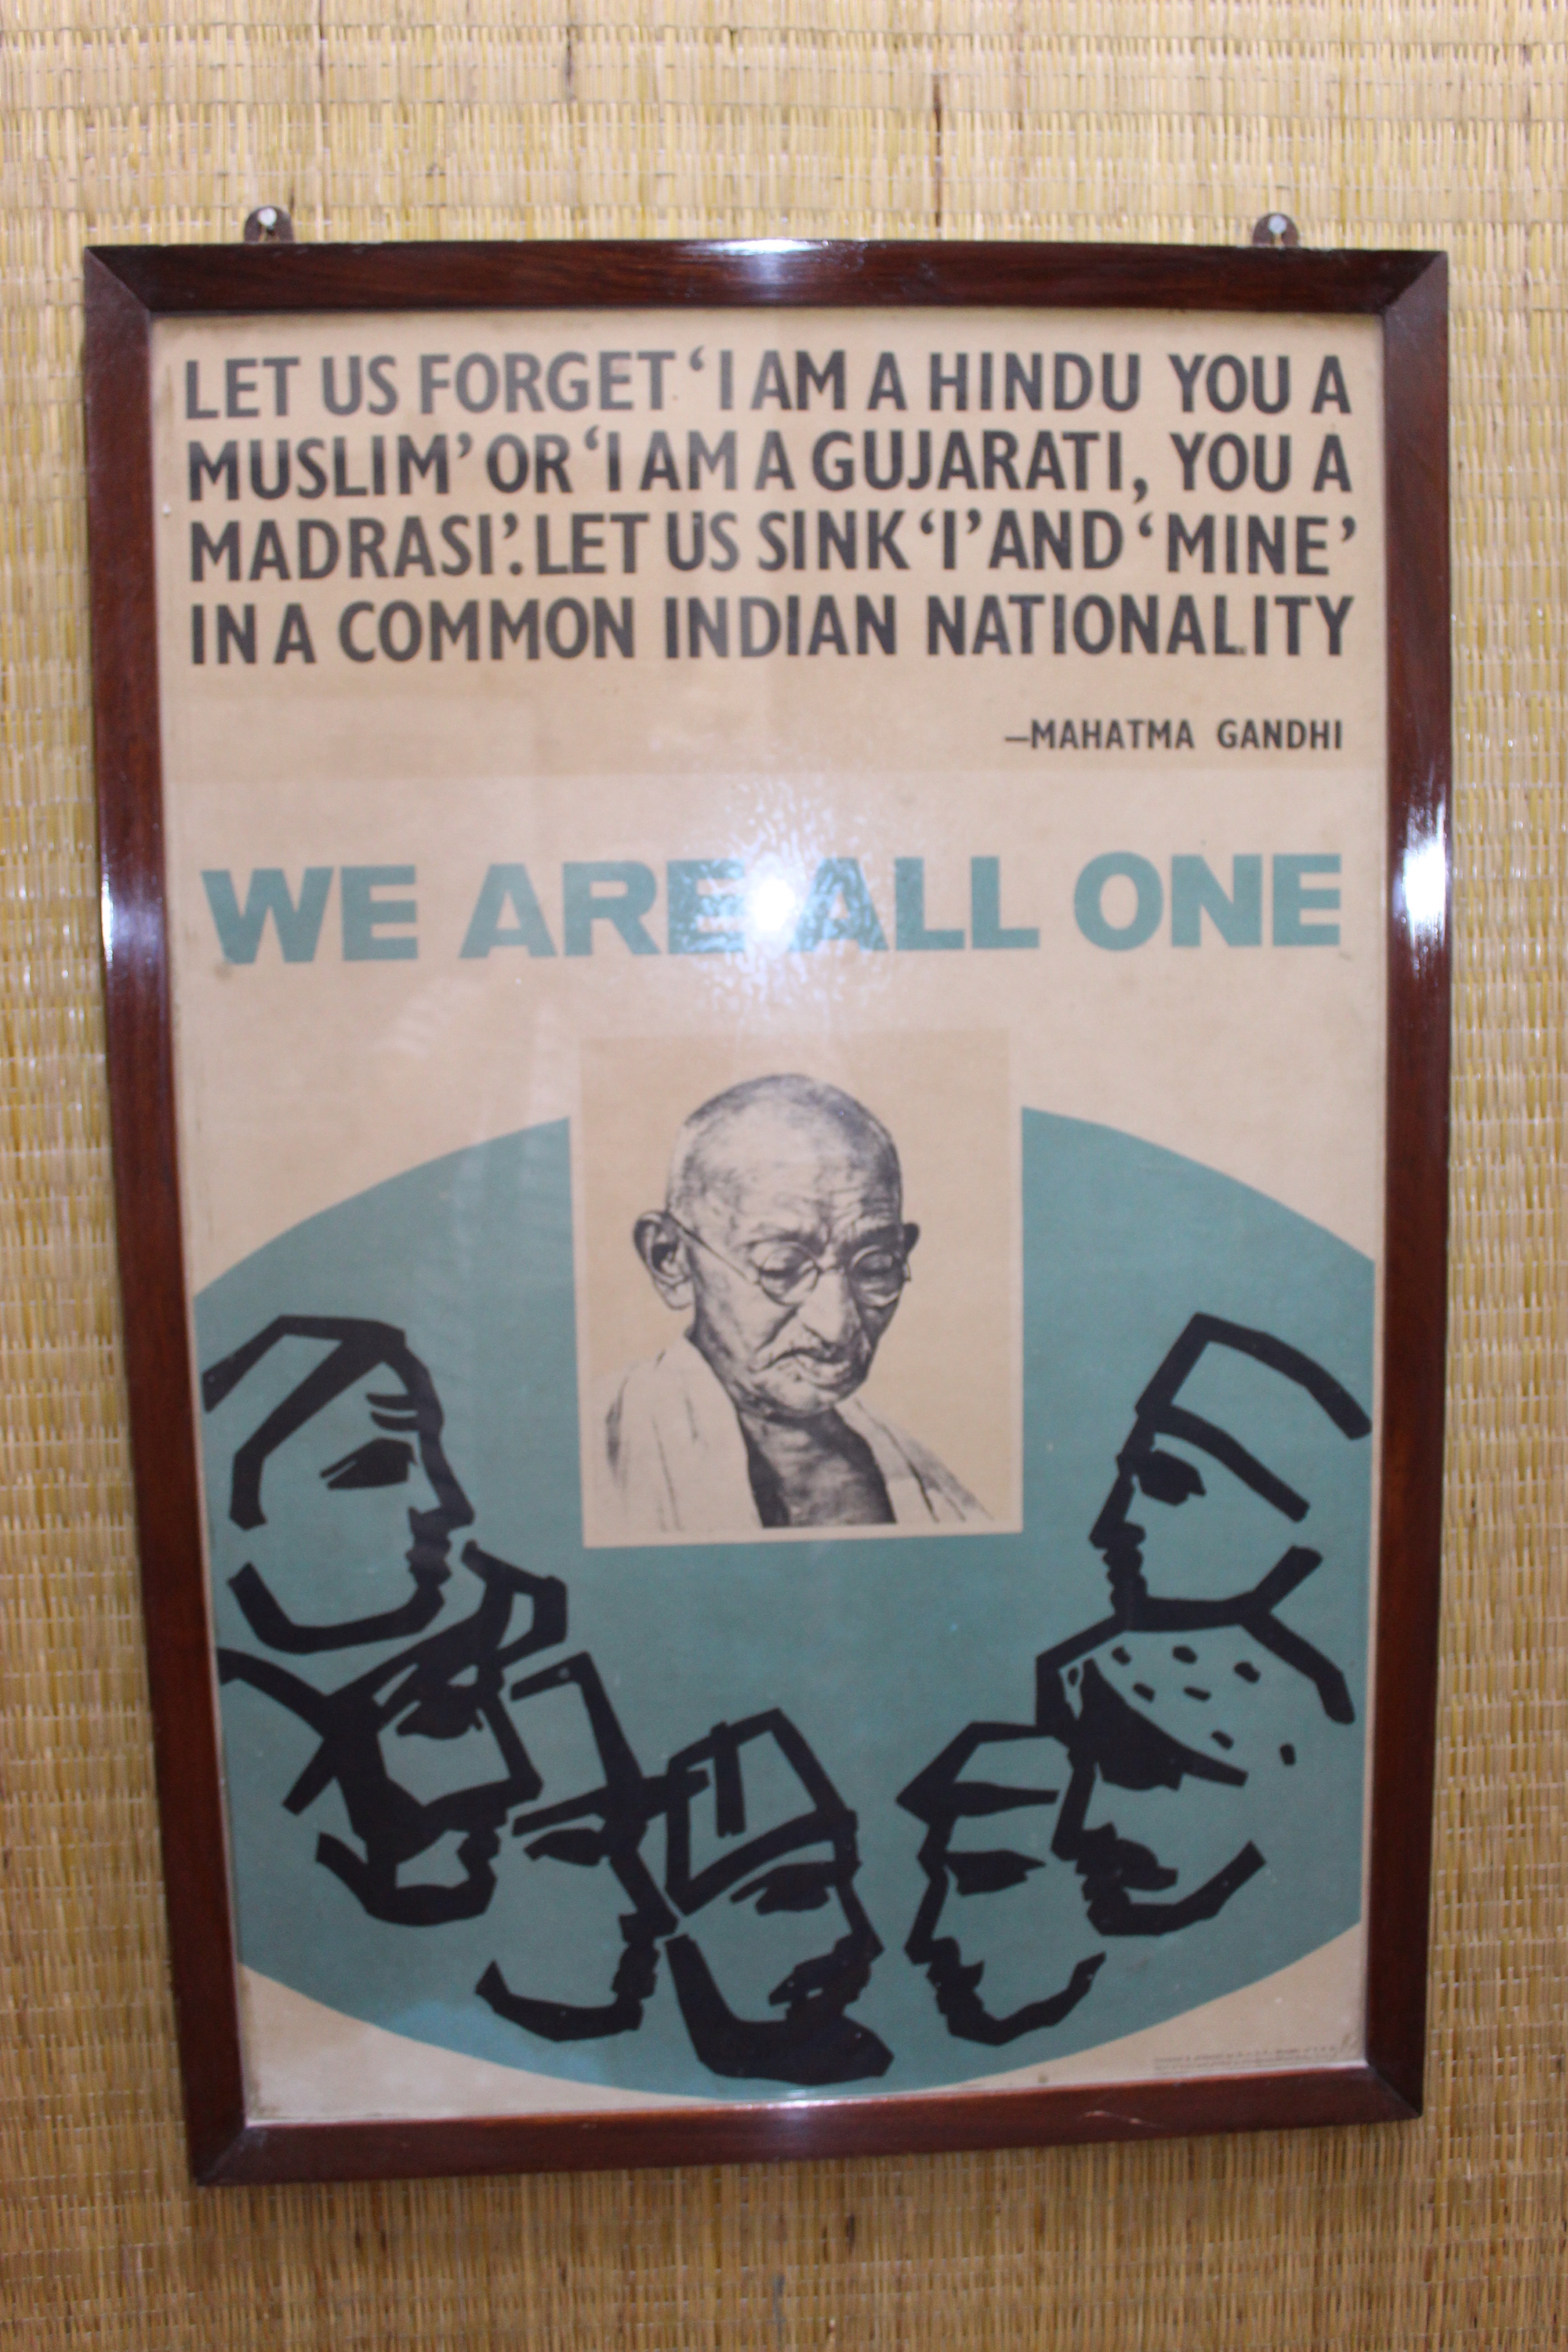 LET US FORGET ‘I AM A HINDU YOU A
MUSLIM’ OR ‘I AM A GUJARATI, YOU A
MADRASI’. LET US SINK ‘I’ AND ‘MINE’
IN A COMMON INDIAN NATIONALITY
—MAHATMA GANDHI
WE ARE ALL ONE